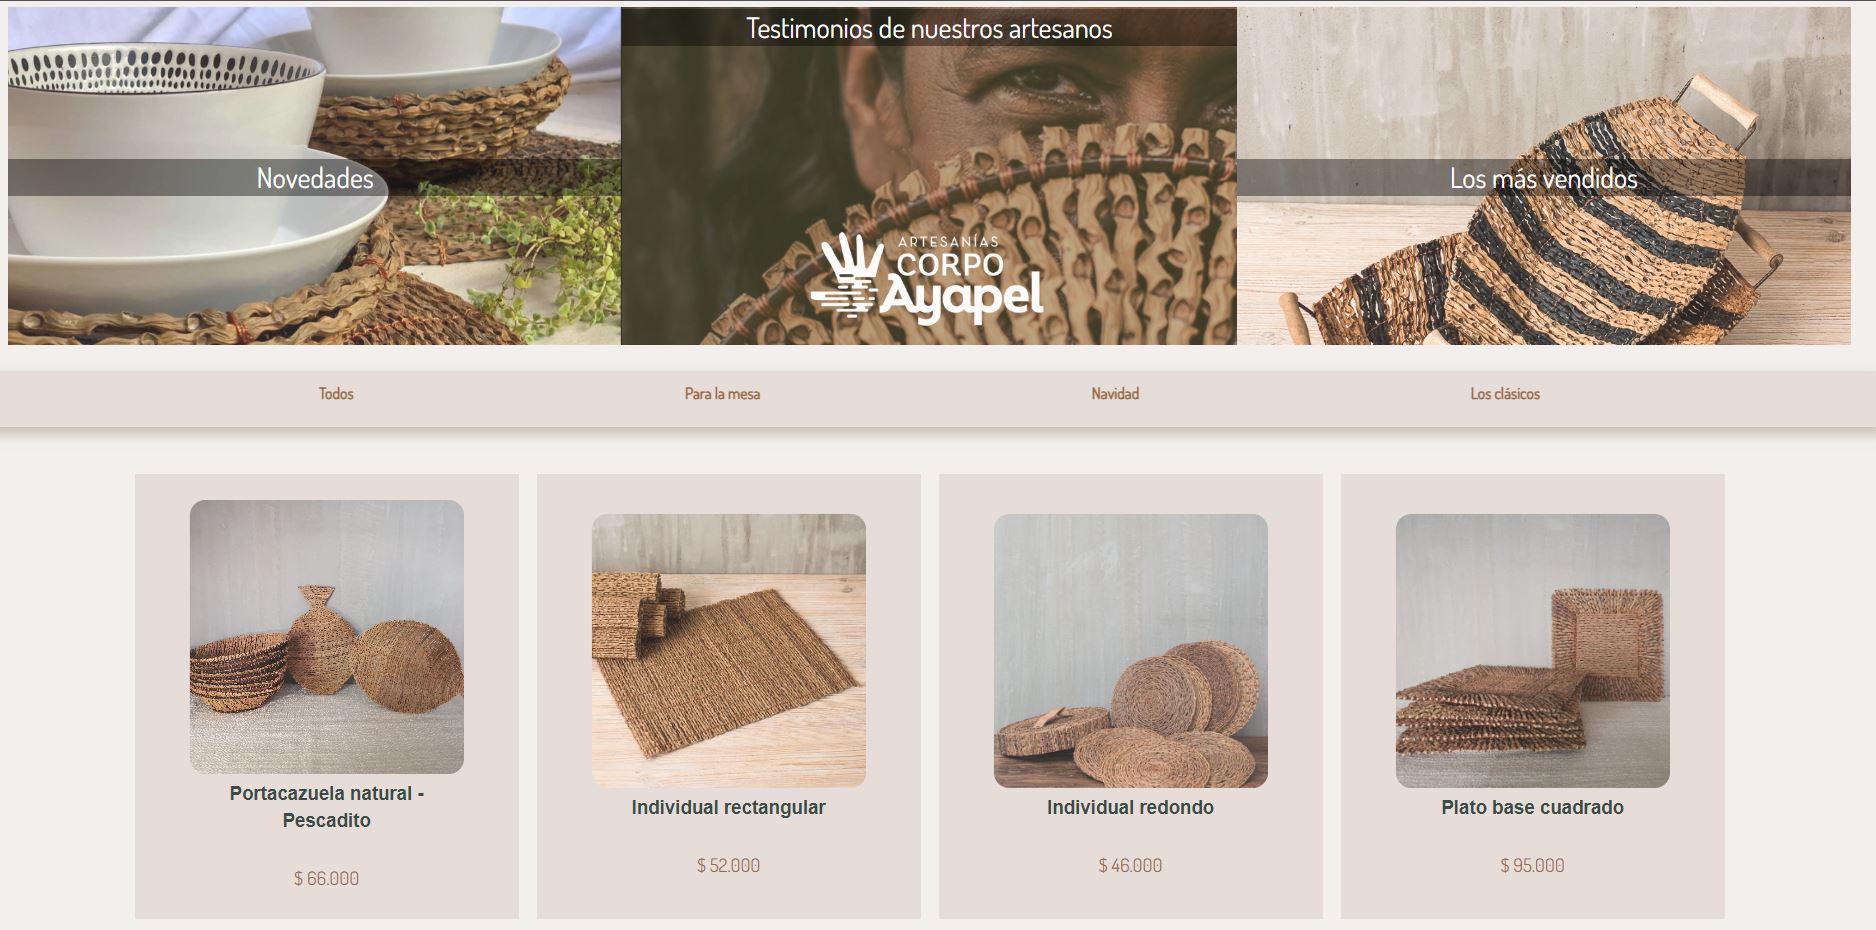 Novedades
Testimonios de nuestros artesanos
ARTESANÍAS
CORPO
Ayapel
Los más vendidos
Todos
Para la mesa
Navidad
Los clásicos
Portacazuela natural -
Pescadito
$ 66.000
Individual rectangular
$ 52.000
Individual redondo
$ 46.000
Plato base cuadrado
$ 95.000